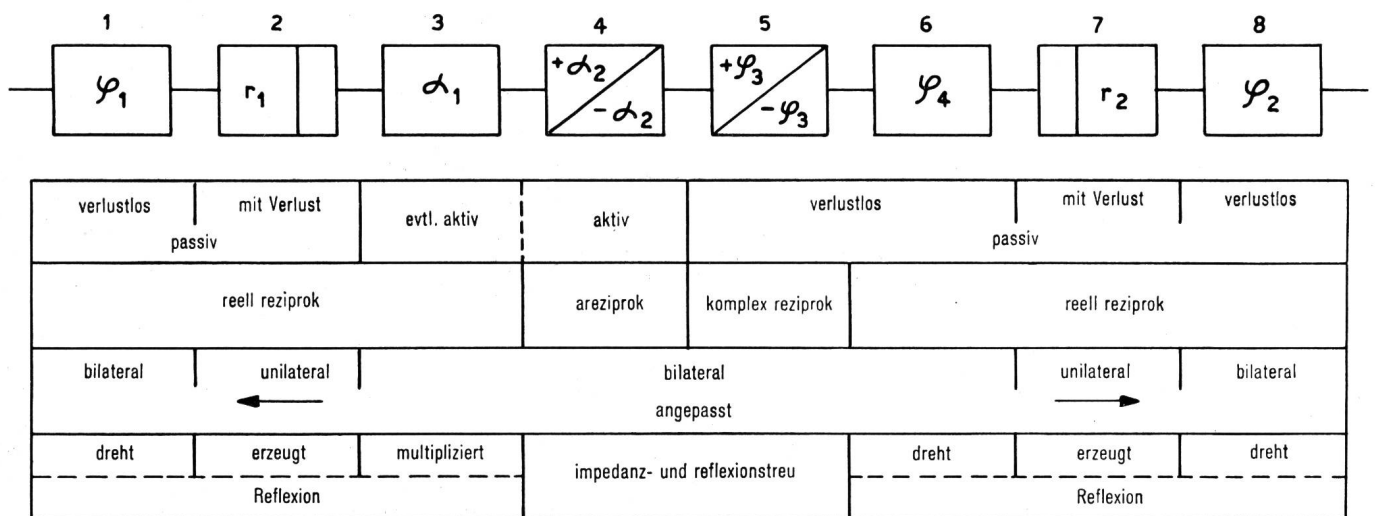 1 2 3 4 5 6 7 8
φ₁ r₁ α₁ +α₂ -α₂ +φ₃ -φ₃ φ₄ r₂ φ₂
verlustlos mit Verlust evtl. aktiv aktiv verlustlos mit Verlust verlustlos
passiv passiv
reell reziprok areziprok komplex reziprok reell reziprok
bilateral unilateral bilateral unilateral bilateral
angepasst
dreht erzeugt multipliziert impedanz- und reflexionstreu dreht erzeugt dreht
Reflexion Reflexion